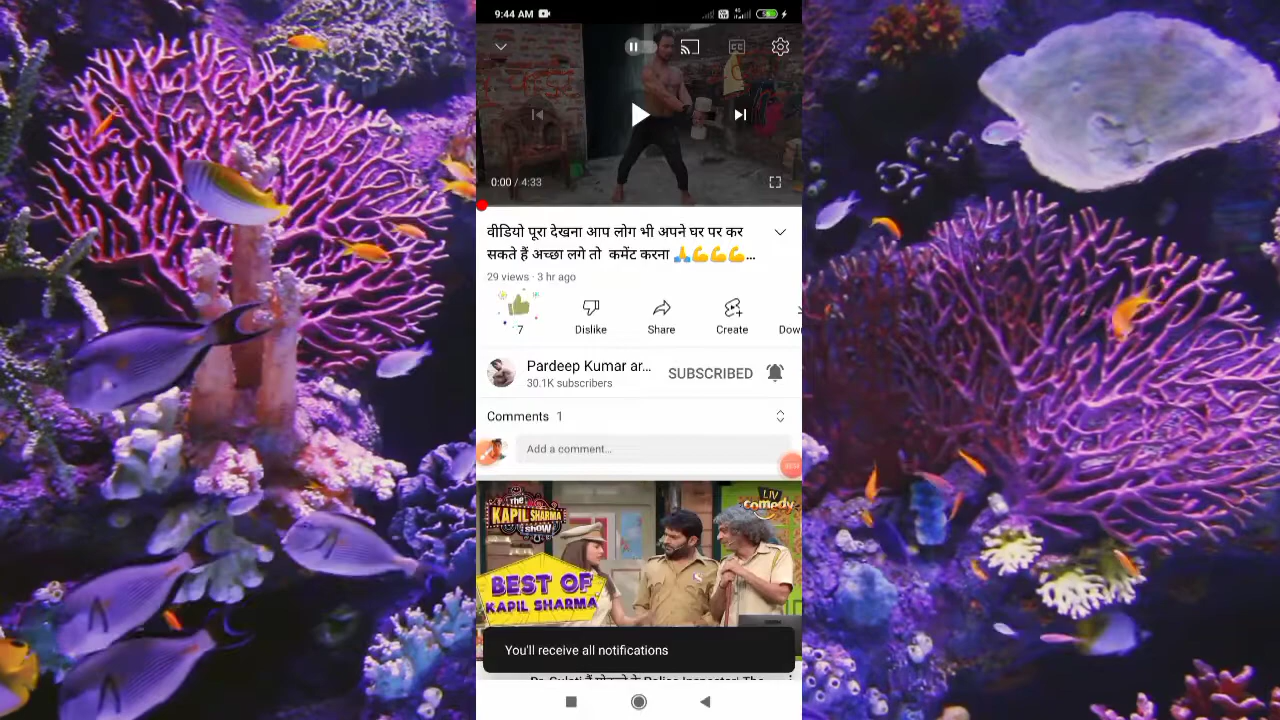 9:44 AM
0:00 / 4:33
वीडियो पूरा देखना आप लोग भी अपने घर पर कर
सकते हैं अच्छा लगे तो कमेंट करना 🙏💪💪💪...
29 views · 3 hr ago
7
Dislike
Share
Create
Down
Pardeep Kumar ar...
30.1K subscribers
SUBSCRIBED
Comments 1
Add a comment...
The
KAPIL SHARMA
Show
LIV
Comedy
BEST OF
KAPIL SHARMA
You'll receive all notifications